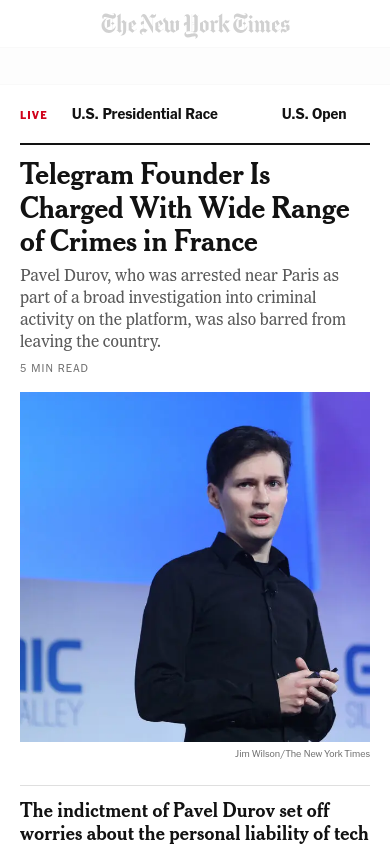 The New York Times
LIVE
U.S. Presidential Race
U.S. Open
Telegram Founder Is
Charged With Wide Range
of Crimes in France
Pavel Durov, who was arrested near Paris as
part of a broad investigation into criminal
activity on the platform, was also barred from
leaving the country.
5 MIN READ
IC
ALLEY
G
SIL
Jim Wilson/The New York Times
The indictment of Pavel Durov set off
worries about the personal liability of tech